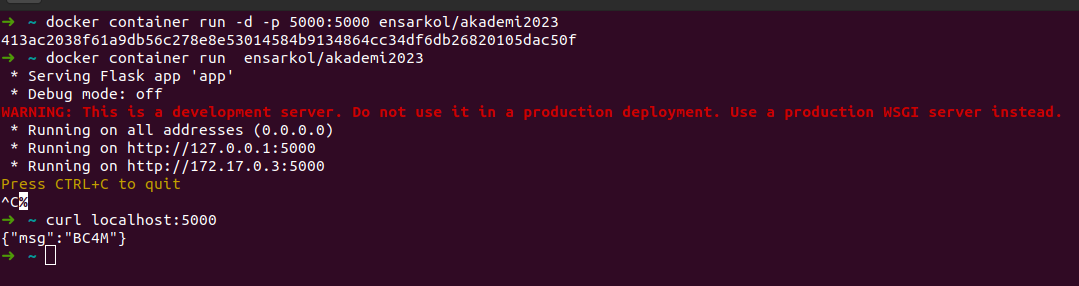 ➜ ~ docker container run -d -p 5000:5000 ensarkol/akademi2023
413ac2038f61a9db56c278e8e53014584b9134864cc34df6db26820105dac50f
➜ ~ docker container run  ensarkol/akademi2023
 * Serving Flask app 'app'
 * Debug mode: off
WARNING: This is a development server. Do not use it in a production deployment. Use a production WSGI server instead.
 * Running on all addresses (0.0.0.0)
 * Running on http://127.0.0.1:5000
 * Running on http://172.17.0.3:5000
Press CTRL+C to quit
^C%
➜ ~ curl localhost:5000
{"msg":"BC4M"}
➜ ~